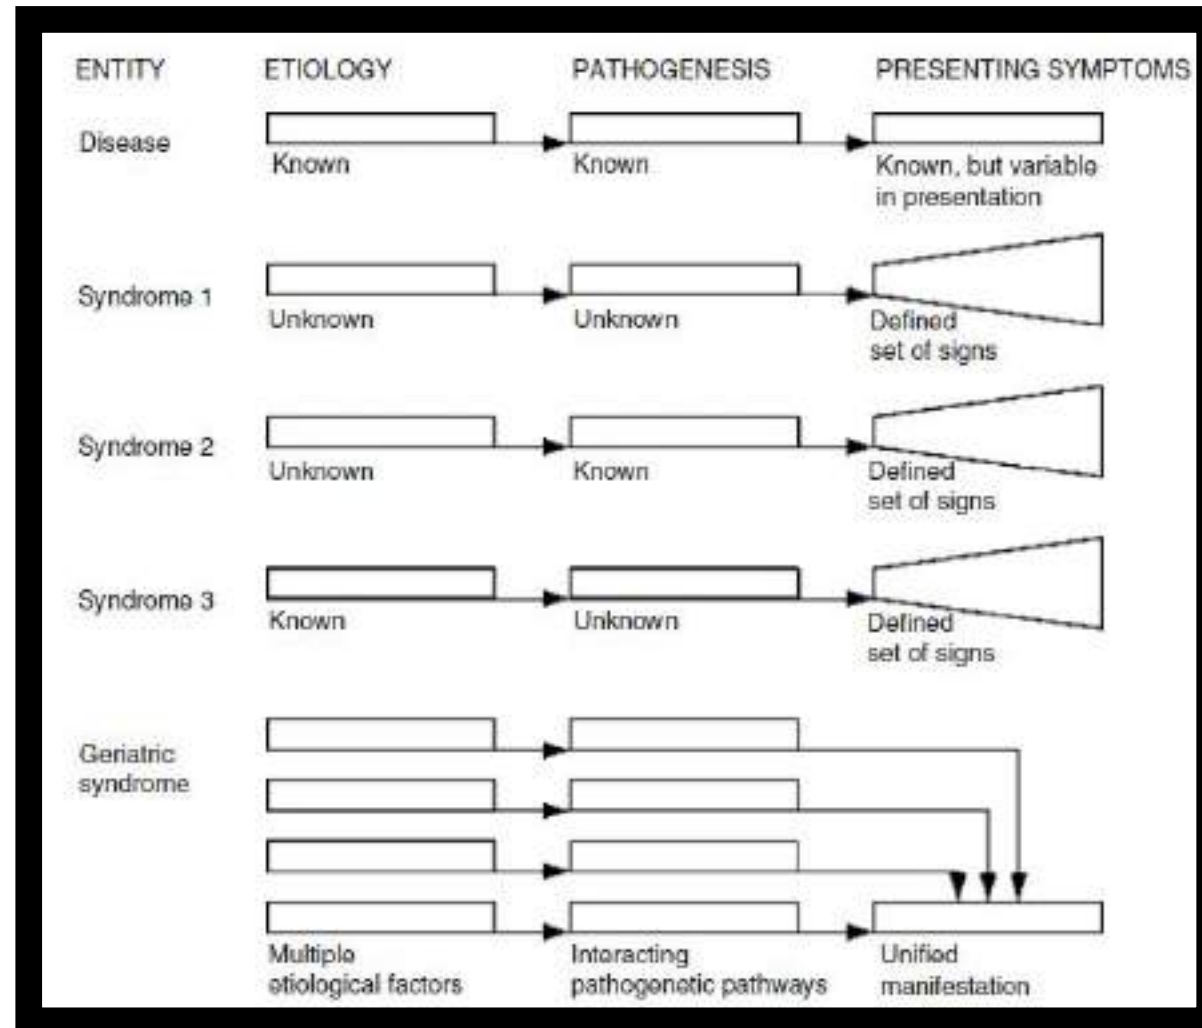 ENTITY ETIOLOGY PATHOGENESIS PRESENTING SYMPTOMS
Disease
Known Known Known, but variable
in presentation
Syndrome 1
Unknown Unknown Defined
set of signs
Syndrome 2
Unknown Known Defined
set of signs
Syndrome 3
Known Unknown Defined
set of signs
Geriatric
syndrome
Multiple Interacting Unified
etiological factors pathogenetic pathways manifestation